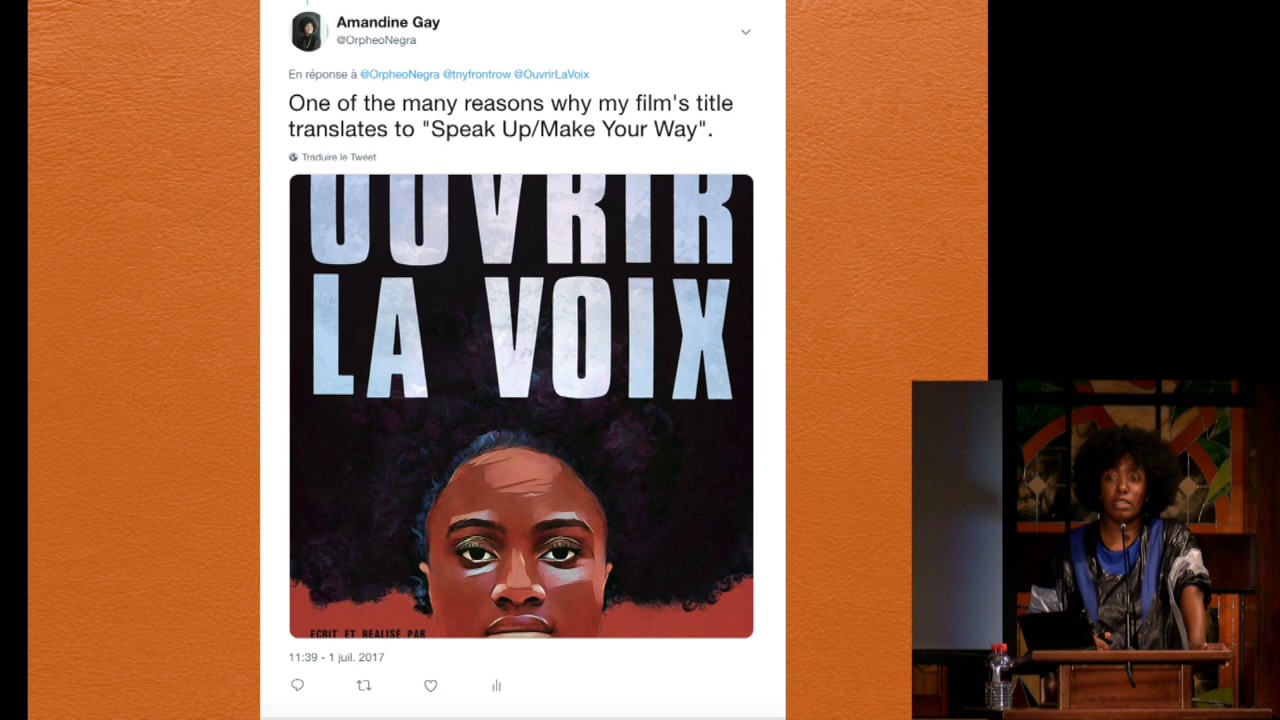 Amandine Gay
@OrpheoNegra
En réponse à @OrpheoNegra @tnyfrontrow @OuvrirLaVoix
One of the many reasons why my film's title
translates to "Speak Up/Make Your Way".
Traduire le Tweet
OUVRIR
LA VOIX
ECRIT ET REALISE PAR
11:39 - 1 juil. 2017